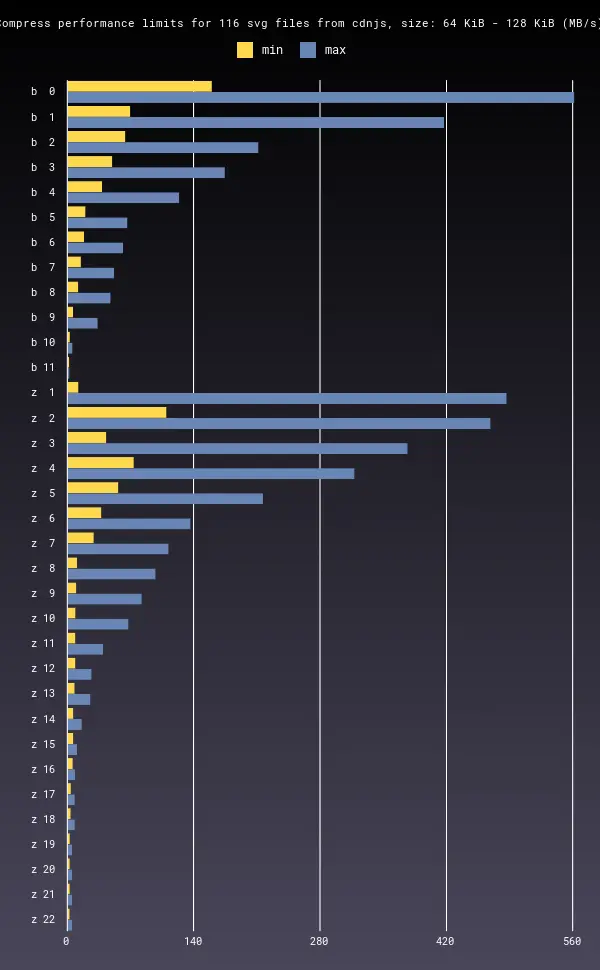 Compress performance limits for 116 svg files from cdnjs, size: 64 KiB - 128 KiB (MB/s)
min max
b 0
b 1
b 2
b 3
b 4
b 5
b 6
b 7
b 8
b 9
b 10
b 11
z 1
z 2
z 3
z 4
z 5
z 6
z 7
z 8
z 9
z 10
z 11
z 12
z 13
z 14
z 15
z 16
z 17
z 18
z 19
z 20
z 21
z 22
0 140 280 420 560